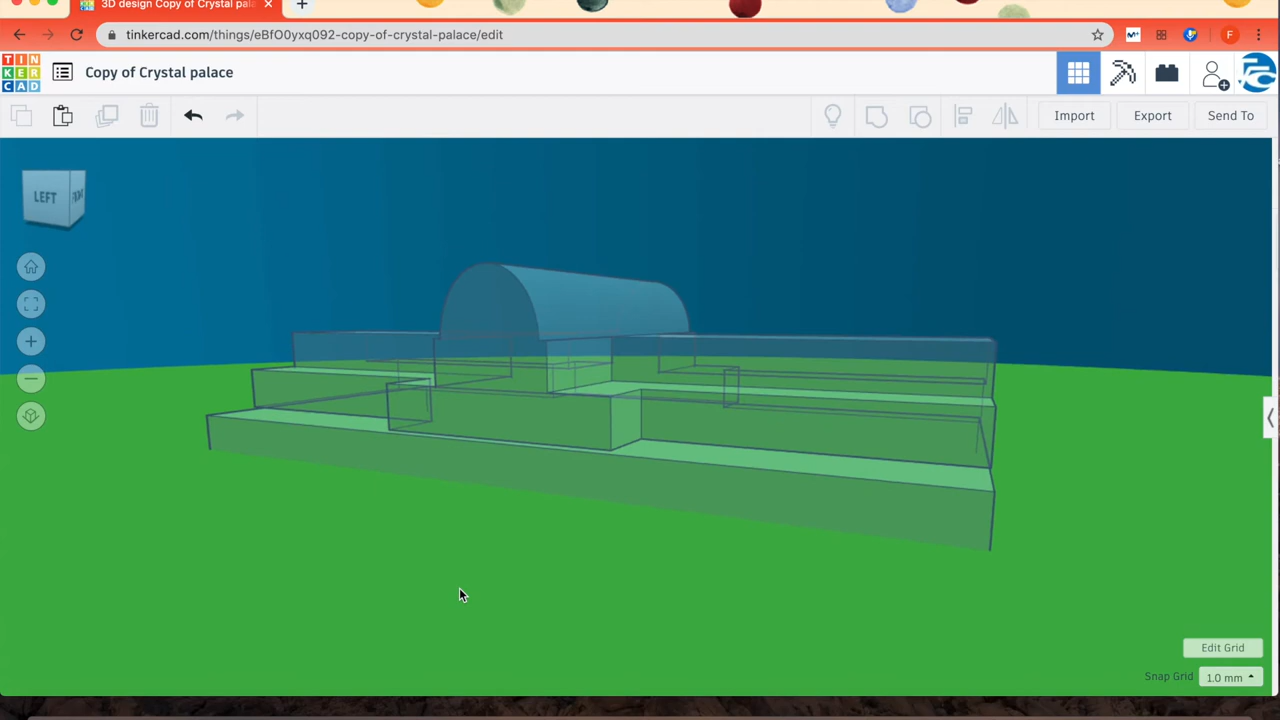 3D design Copy of Crystal pala
tinkercad.com/things/eBfO0yxq092-copy-of-crystal-palace/edit
F
TIN
KER
CAD
Copy of Crystal palace
Import
Export
Send To
LEFT
Edit Grid
Snap Grid 1.0 mm